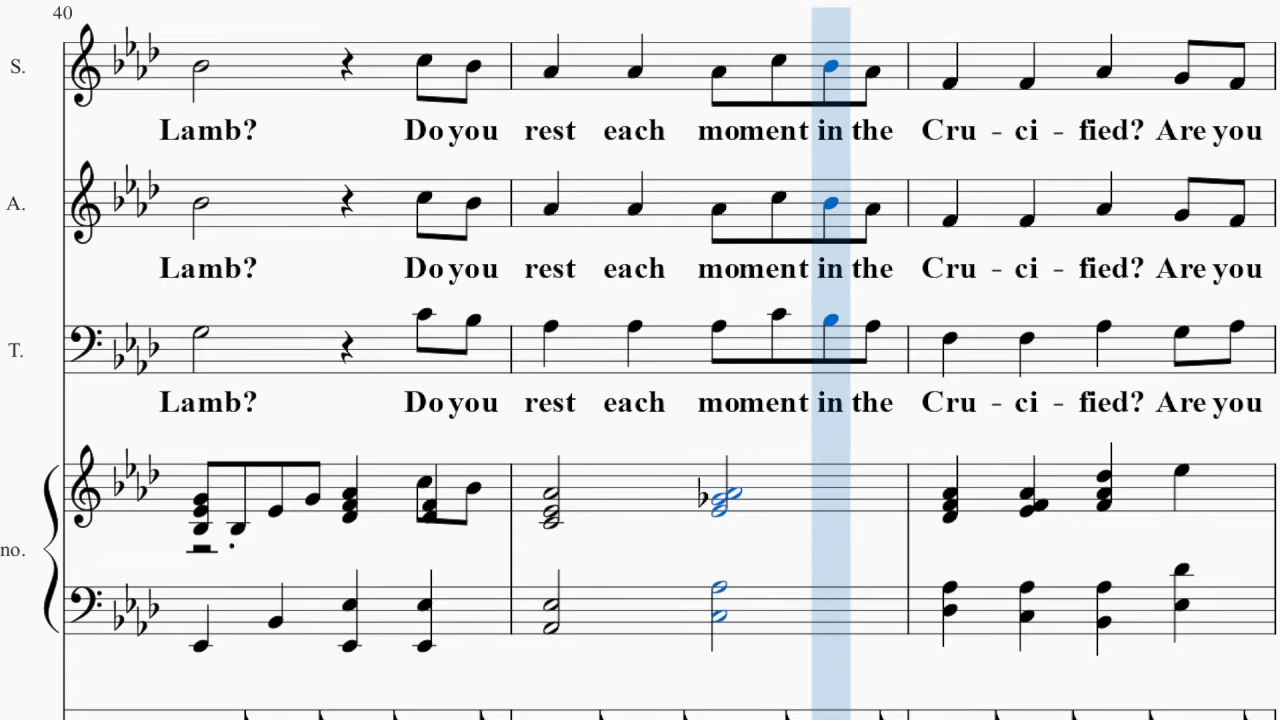 40
S.
Lamb? Do you rest each moment in the Cru - ci - fied? Are you
A.
Lamb? Do you rest each moment in the Cru - ci - fied? Are you
T.
Lamb? Do you rest each moment in the Cru - ci - fied? Are you
no.